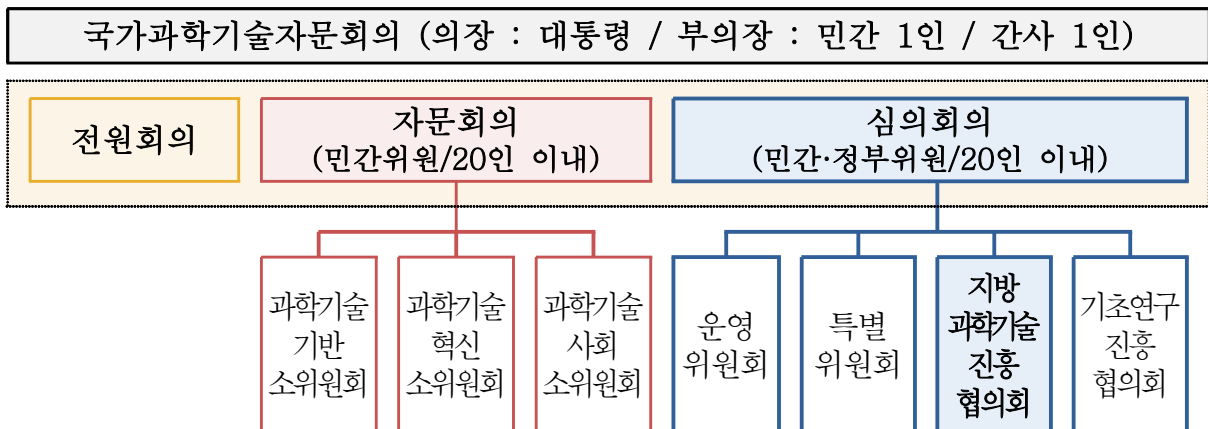 국가과학기술자문회의 (의장 : 대통령 / 부의장 : 민간 1인 / 간사 1인)
전원회의
자문회의
(민간위원/20인 이내)
심의회의
(민간·정부위원/20인 이내)
과학기술
기반
소위원회
과학기술
혁신
소위원회
과학기술
사회
소위원회
운영
위원회
특별
위원회
지방
과학기술
진흥
협의회
기초연구
진흥
협의회